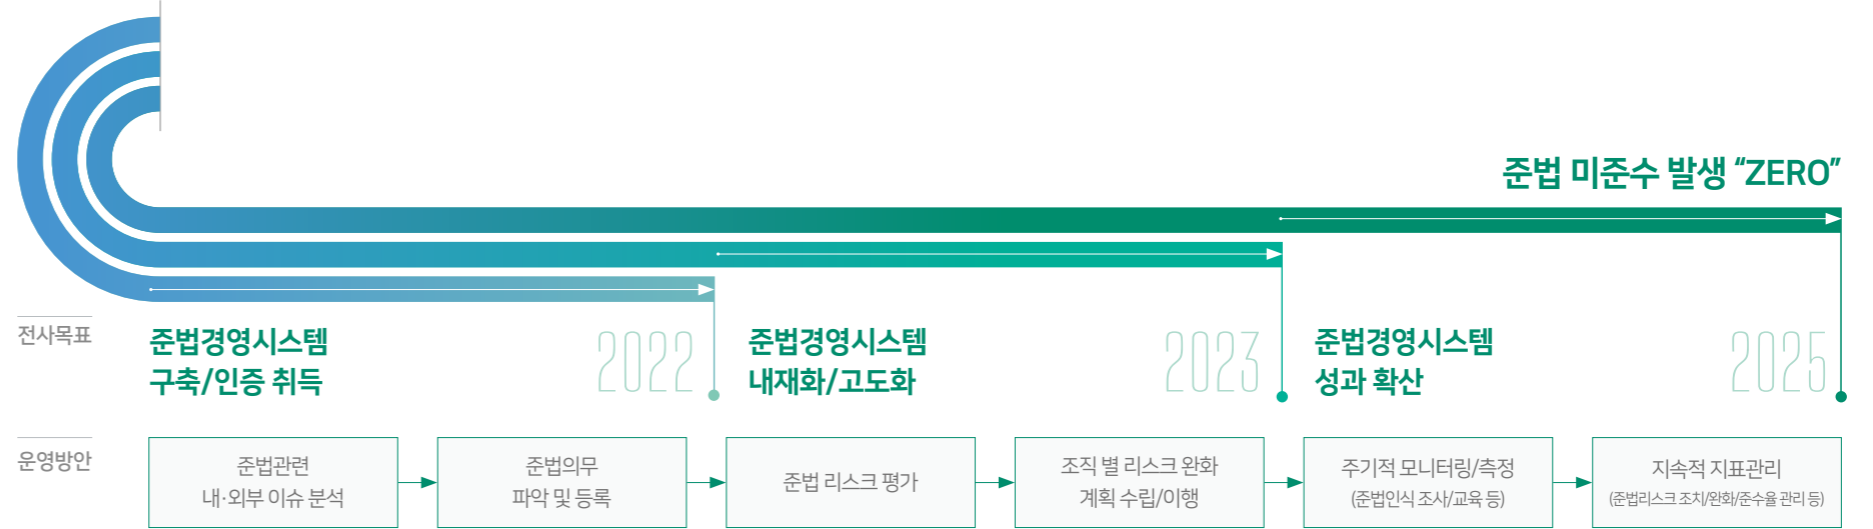 준법 미준수 발생 “ZERO”
전사목표
준법경영시스템
구축/인증 취득
2022
준법경영시스템
내재화/고도화
2023
준법경영시스템
성과 확산
2025
운영방안
준법관련
내·외부 이슈 분석
준법의무
파악 및 등록
준법 리스크 평가
조직 별 리스크 완화
계획 수립/이행
주기적 모니터링/측정
(준법인식 조사/교육 등)
지속적 지표관리
(준법리스크 조치/완화/준수율 관리 등)